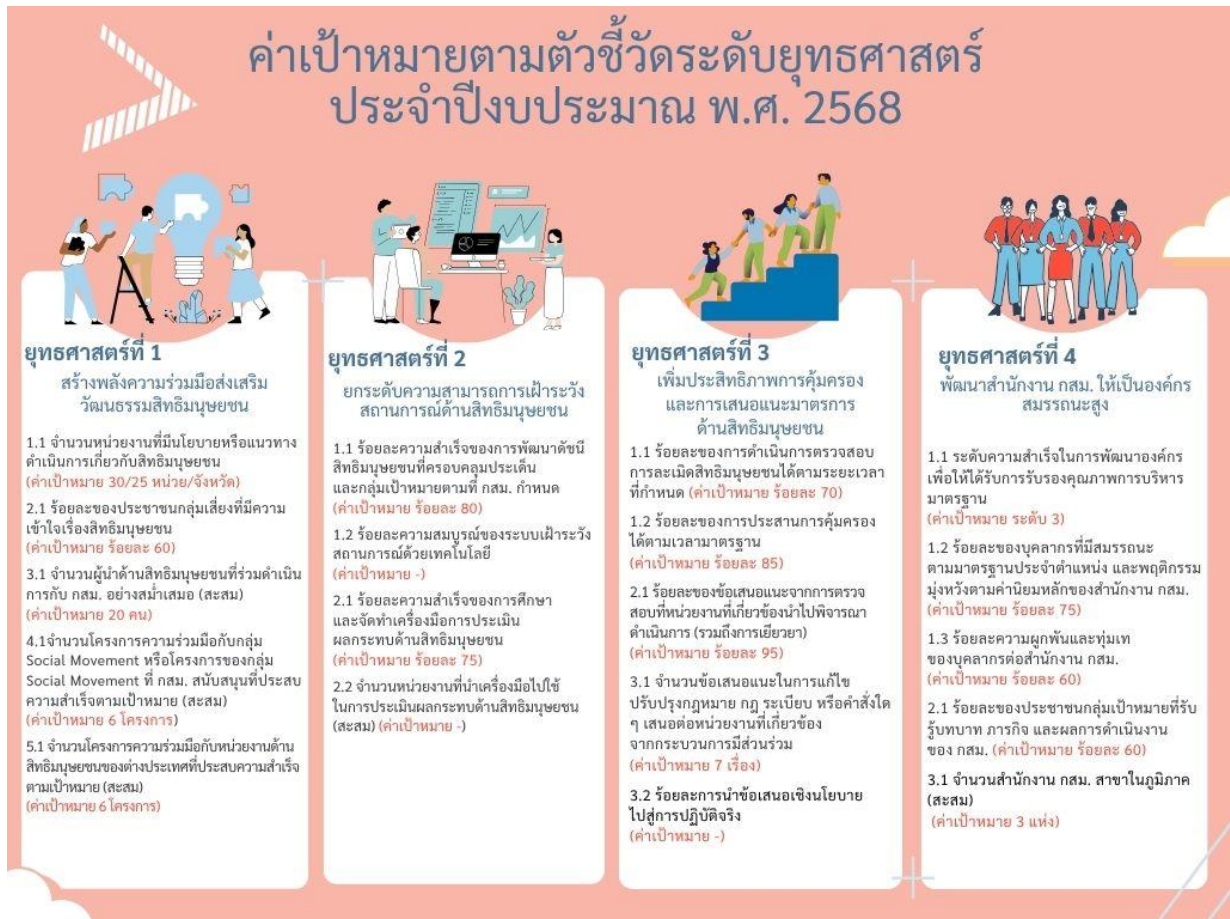 ค่าเป้าหมายตามตัวชี้วัดระดับยุทธศาสตร์
ประจำปีงบประมาณ พ.ศ. 2568
ยุทธศาสตร์ที่ 1
สร้างพลังความร่วมมือส่งเสริม
วัฒนธรรมสิทธิมนุษยชน
1.1 จำนวนหน่วยงานที่มีนโยบายหรือแนวทาง
ดำเนินการเกี่ยวกับสิทธิมนุษยชน
(ค่าเป้าหมาย 30/25 หน่วย/จังหวัด)
2.1 ร้อยละของประชาชนกลุ่มเสี่ยงที่มีความ
เข้าใจเรื่องสิทธิมนุษยชน
(ค่าเป้าหมาย ร้อยละ 60)
3.1 จำนวนผู้นำด้านสิทธิมนุษยชนที่ร่วมดำเนิน
การกับ กสม. อย่างสม่ำเสมอ (สะสม)
(ค่าเป้าหมาย 20 คน)
4.1จำนวนโครงการความร่วมมือกับกลุ่ม
Social Movement หรือโครงการของกลุ่ม
Social Movement ที่ กสม. สนับสนุนที่ประสบ
ความสำเร็จตามเป้าหมาย (สะสม)
(ค่าเป้าหมาย 6 โครงการ)
5.1 จำนวนโครงการความร่วมมือกับหน่วยงานด้าน
สิทธิมนุษยชนของต่างประเทศที่ประสบความสำเร็จ
ตามเป้าหมาย (สะสม)
(ค่าเป้าหมาย 6 โครงการ)
ยุทธศาสตร์ที่ 2
ยกระดับความสามารถการเฝ้าระวัง
สถานการณ์ด้านสิทธิมนุษยชน
1.1 ร้อยละความสำเร็จของการพัฒนาดัชนี
สิทธิมนุษยชนที่ครอบคลุมประเด็น
และกลุ่มเป้าหมายตามที่ กสม. กำหนด
(ค่าเป้าหมาย ร้อยละ 80)
1.2 ร้อยละความสมบูรณ์ของระบบเฝ้าระวัง
สถานการณ์ด้วยเทคโนโลยี
(ค่าเป้าหมาย -)
2.1 ร้อยละความสำเร็จของการศึกษา
และจัดทำเครื่องมือการประเมิน
ผลกระทบด้านสิทธิมนุษยชน
(ค่าเป้าหมาย ร้อยละ 75)
2.2 จำนวนหน่วยงานที่นำเครื่องมือไปใช้
ในการประเมินผลกระทบด้านสิทธิมนุษยชน
(สะสม) (ค่าเป้าหมาย -)
ยุทธศาสตร์ที่ 3
เพิ่มประสิทธิภาพการคุ้มครอง
และการเสนอแนะมาตรการ
ด้านสิทธิมนุษยชน
1.1 ร้อยละของการดำเนินการตรวจสอบ
การละเมิดสิทธิมนุษยชนได้ตามระยะเวลา
ที่กำหนด (ค่าเป้าหมาย ร้อยละ 70)
1.2 ร้อยละของการประสานการคุ้มครอง
ได้ตามเวลามาตรฐาน
(ค่าเป้าหมาย ร้อยละ 85)
2.1 ร้อยละของข้อเสนอแนะจากการตรวจ
สอบที่หน่วยงานที่เกี่ยวข้องนำไปพิจารณา
ดำเนินการ (รวมถึงการเยียวยา)
(ค่าเป้าหมาย ร้อยละ 95)
3.1 จำนวนข้อเสนอแนะในการแก้ไข
ปรับปรุงกฎหมาย กฎ ระเบียบ หรือคำสั่งใด
ๆ เสนอต่อหน่วยงานที่เกี่ยวข้อง
จากกระบวนการมีส่วนร่วม
(ค่าเป้าหมาย 7 เรื่อง)
3.2 ร้อยละการนำข้อเสนอเชิงนโยบาย
ไปสู่การปฏิบัติจริง
(ค่าเป้าหมาย -)
ยุทธศาสตร์ที่ 4
พัฒนาสำนักงาน กสม. ให้เป็นองค์กร
สมรรถนะสูง
1.1 ระดับความสำเร็จในการพัฒนาองค์กร
เพื่อให้ได้รับการรับรองคุณภาพการบริหาร
มาตรฐาน
(ค่าเป้าหมาย ระดับ 3)
1.2 ร้อยละของบุคลากรที่มีสมรรถนะ
ตามมาตรฐานประจำตำแหน่ง และพฤติกรรม
มุ่งหวังตามค่านิยมหลักของสำนักงาน กสม.
(ค่าเป้าหมาย ร้อยละ 75)
1.3 ร้อยละความผูกพันและทุ่มเท
ของบุคลากรต่อสำนักงาน กสม.
(ค่าเป้าหมาย ร้อยละ 60)
2.1 ร้อยละของประชาชนกลุ่มเป้าหมายที่รับ
รู้บทบาท ภารกิจ และผลการดำเนินงาน
ของ กสม. (ค่าเป้าหมาย ร้อยละ 60)
3.1 จำนวนสำนักงาน กสม. สาขาในภูมิภาค
(สะสม)
(ค่าเป้าหมาย 3 แห่ง)